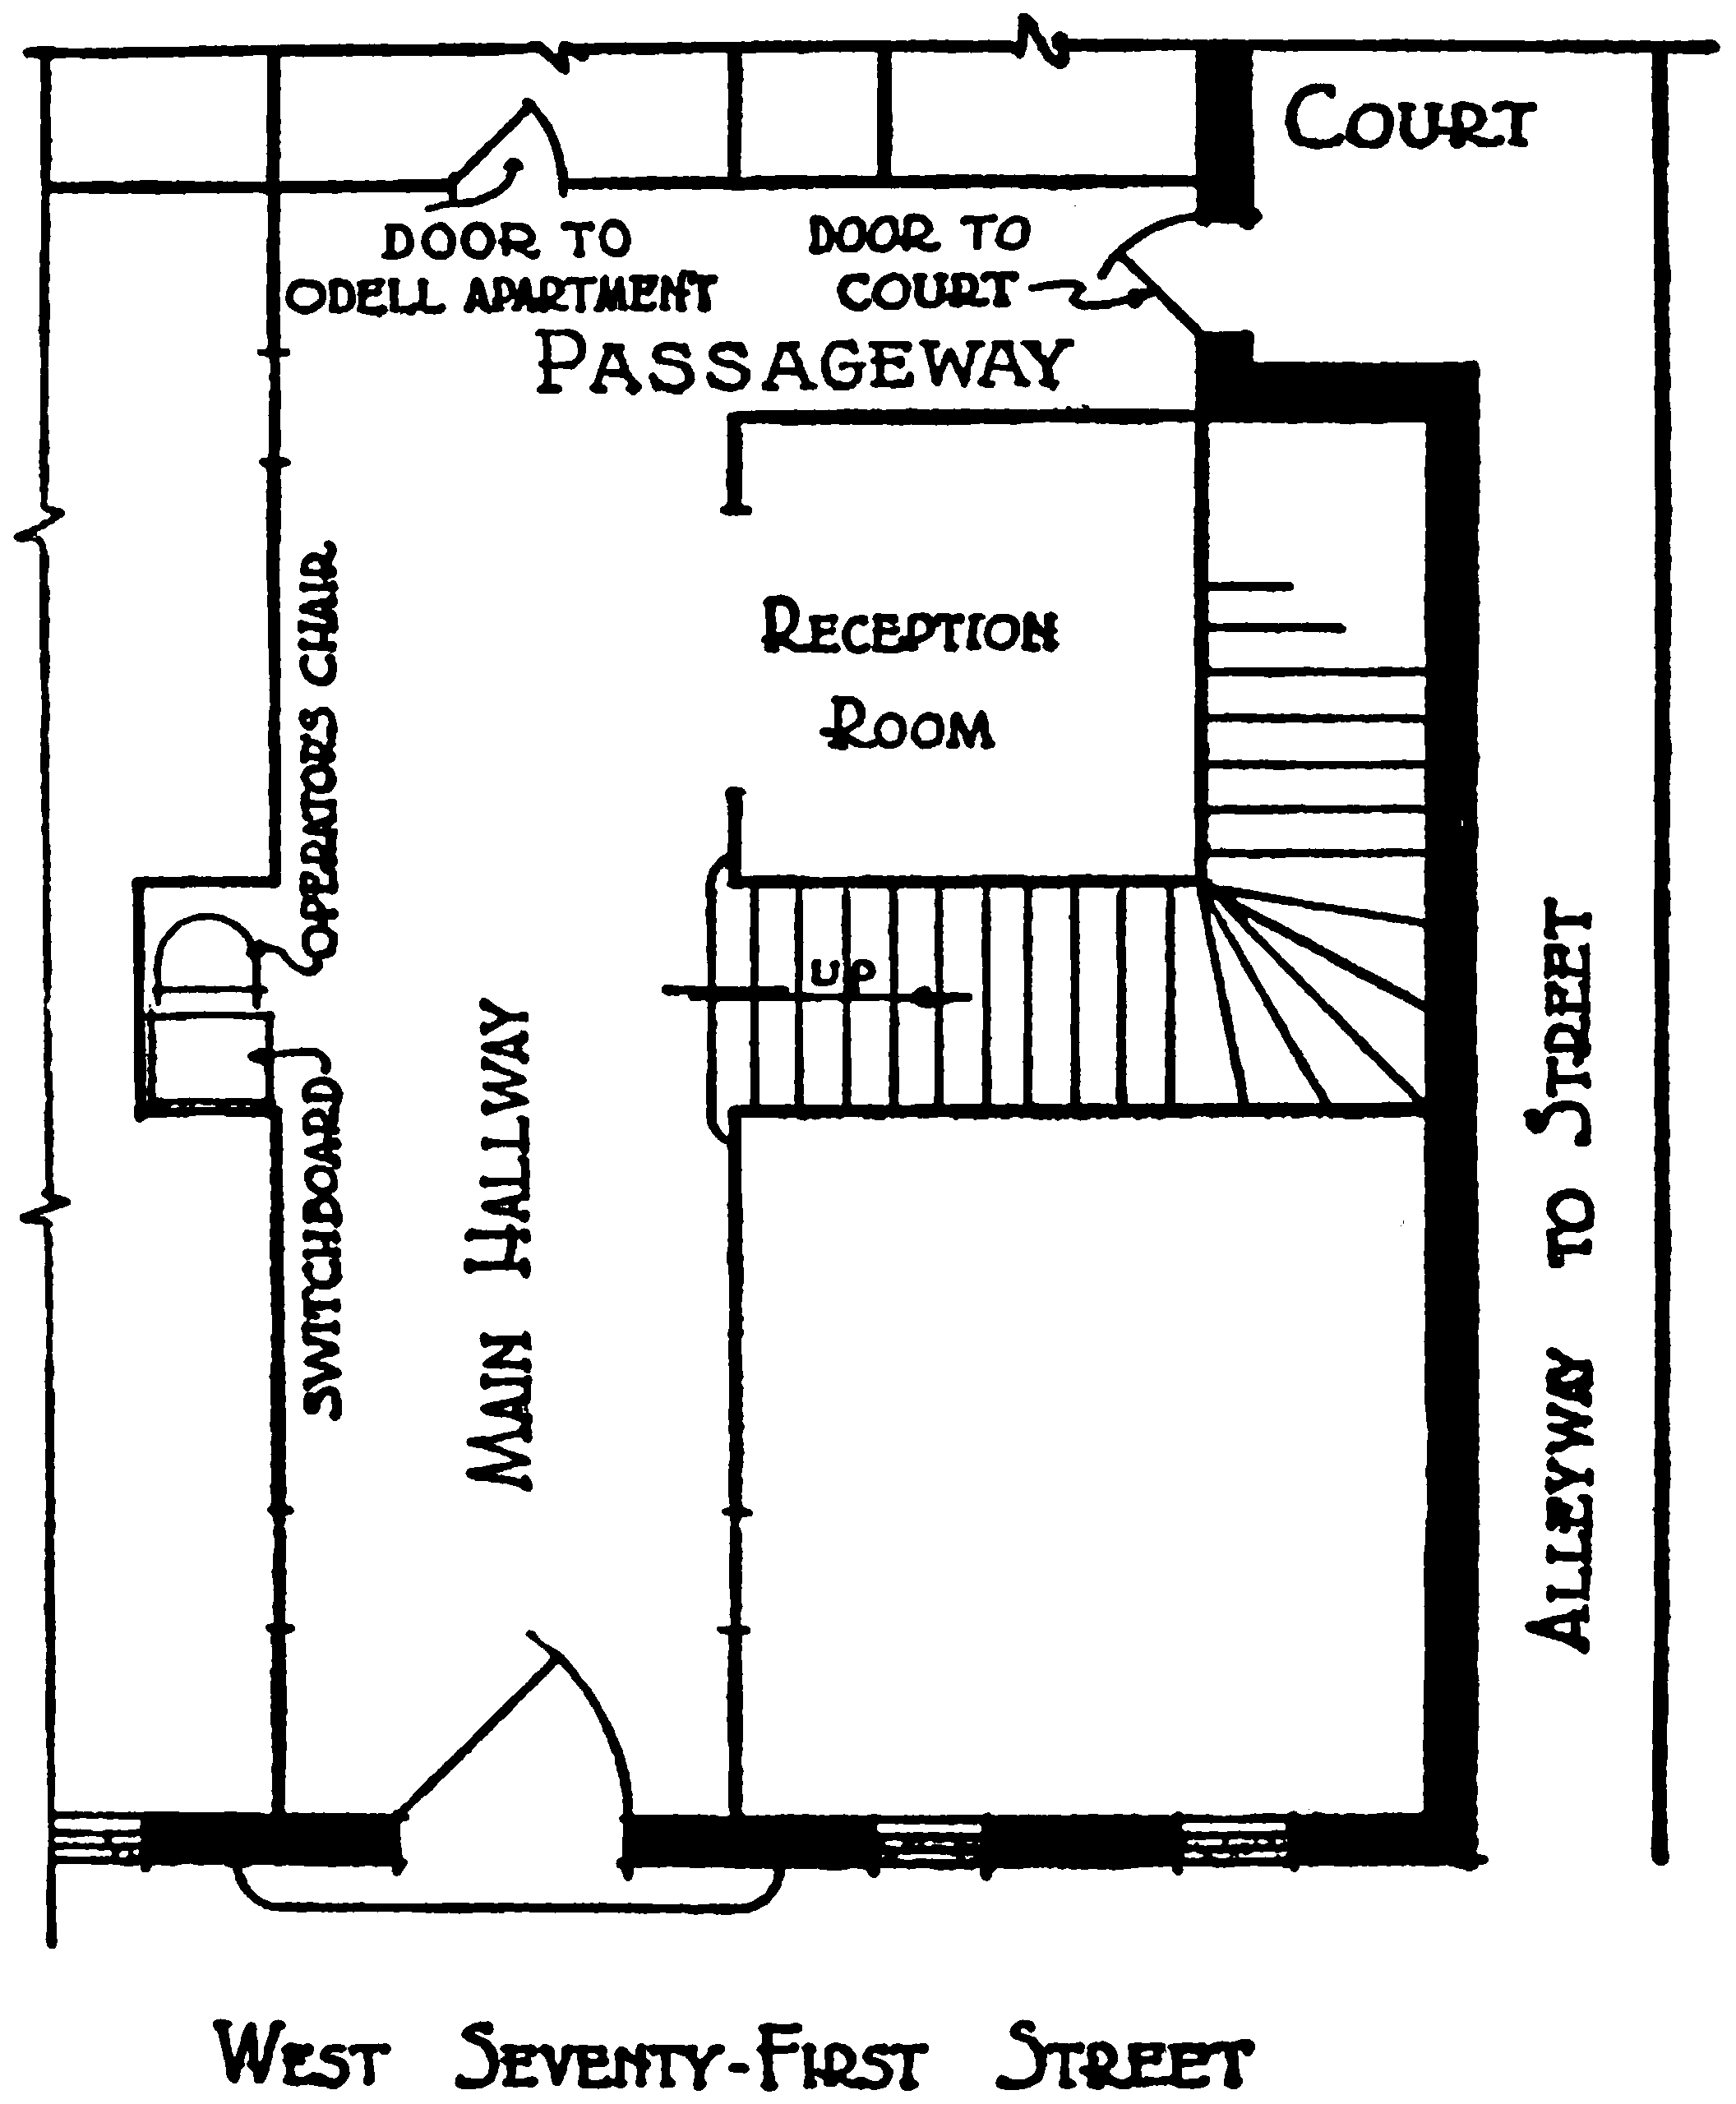 COURT
DOOR TO
ODELL APARTMENT
DOOR TO
COURT
PASSAGEWAY
OPERATOR'S CHAIR
RECEPTION
ROOM
UP
SWITCHBOARD
MAIN HALLWAY
ALLEYWAY TO STREET
WEST SEVENTY-FIRST STREET